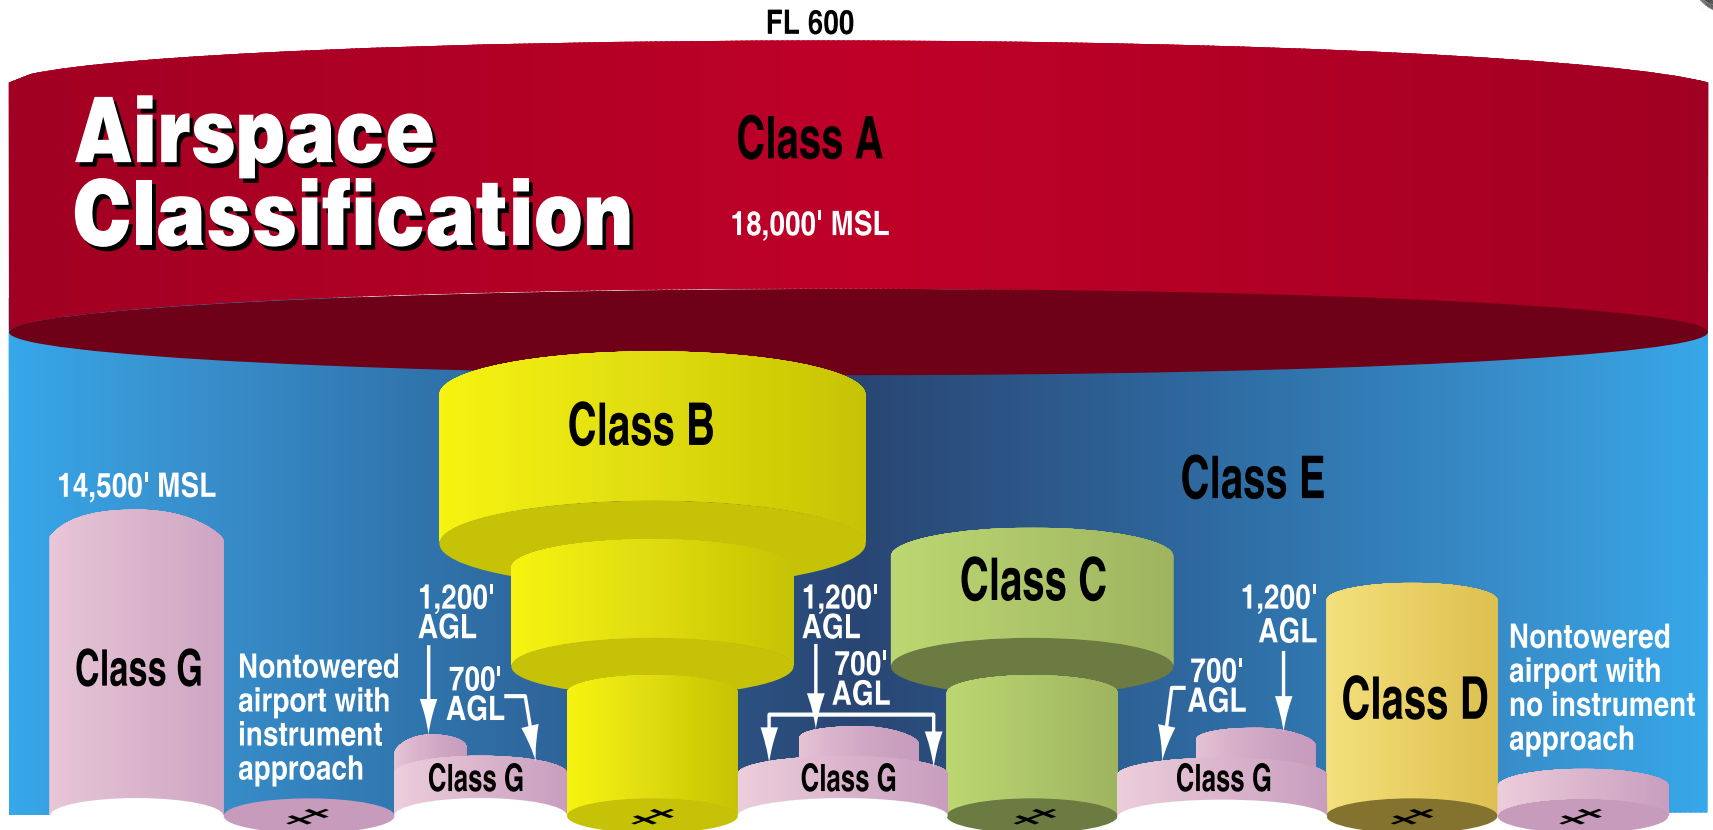 FL 600
Airspace
Classification
Class A
18,000' MSL
Class B
Class E
14,500' MSL
Class G
Nontowered
airport with
instrument
approach
1,200'
AGL
700'
AGL
Class G
1,200'
AGL
700'
AGL
Class G
Class C
1,200'
AGL
700'
AGL
Class G
Class D
Nontowered
airport with
no instrument
approach